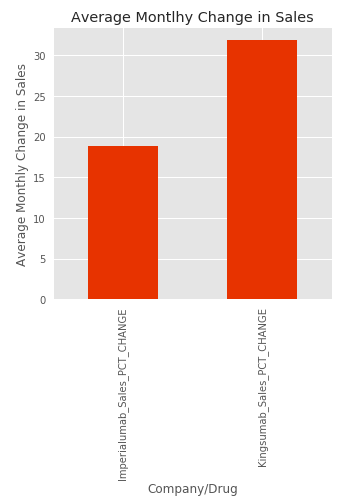 Average Montlhy Change in Sales
Average Monthly Change in Sales
30
25
20
15
10
5
0
Imperialumab_Sales_PCT_CHANGE
Kingsumab_Sales_PCT_CHANGE
Company/Drug